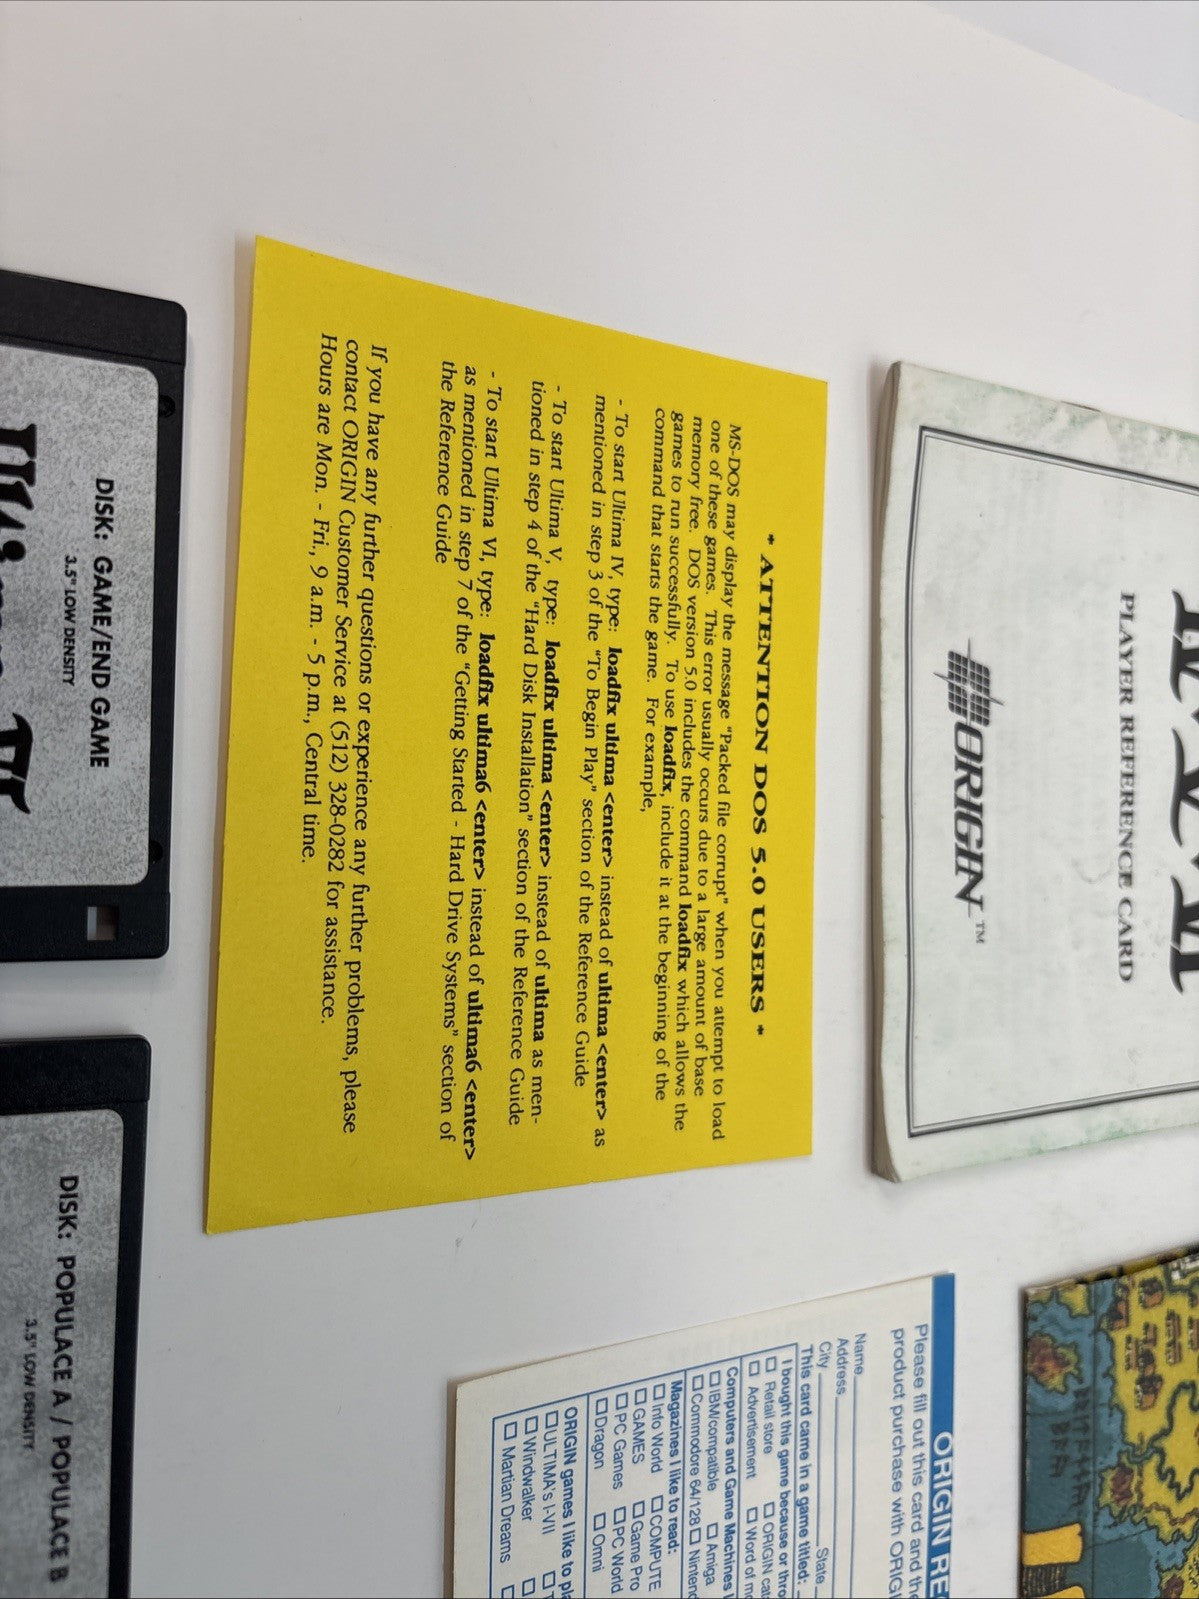 * ATTENTION DOS 5.0 USERS *
MS-DOS may display the message "Packed file corrupt" when you attempt to load
one of these games. This error usually occurs due to a large amount of base
memory free. DOS version 5.0 includes the command loadfix which allows the
games to run successfully. To use loadfix, include it at the beginning of the
command that starts the game. For example,
- To start Ultima IV, type: loadfix ultima <enter> instead of ultima <enter> as
mentioned in step 3 of the "To Begin Play" section of the Reference Guide
- To start Ultima V, type: loadfix ultima <enter> instead of ultima as men-
tioned in step 4 of the "Hard Disk Installation" section of the Reference Guide
- To start Ultima VI, type: loadfix ultima6 <enter> instead of ultima6 <enter>
as mentioned in step 7 of the "Getting Started - Hard Drive Systems" section of
the Reference Guide
If you have any further questions or experience any further problems, please
contact ORIGIN Customer Service at (512) 328-0282 for assistance.
Hours are Mon. - Fri., 9 a.m. - 5 p.m., Central time.
PLAYER REFERENCE CARD
ORIGIN™
DISK: GAME/END GAME
3.5" LOW DENSITY
DISK: POPULACE A / POPULACE B
3.5" LOW DENSITY
ORIGIN
Please fill out this card and the
product purchase with
Name
Address
City State
This card came in a game titled:
I bought this game because or
Retail store ORIGIN
Advertisement Word of
Computers and Game Machines
IBM/compatible Amiga
Commodore 64/128
Magazines I like to read:
Info World COMPUTE
GAMES Game Pro
PC Games PC World
Dragon Omni
ORIGIN games I like to
ULTIMA's I-VII
Windwalker
Martian Dreams